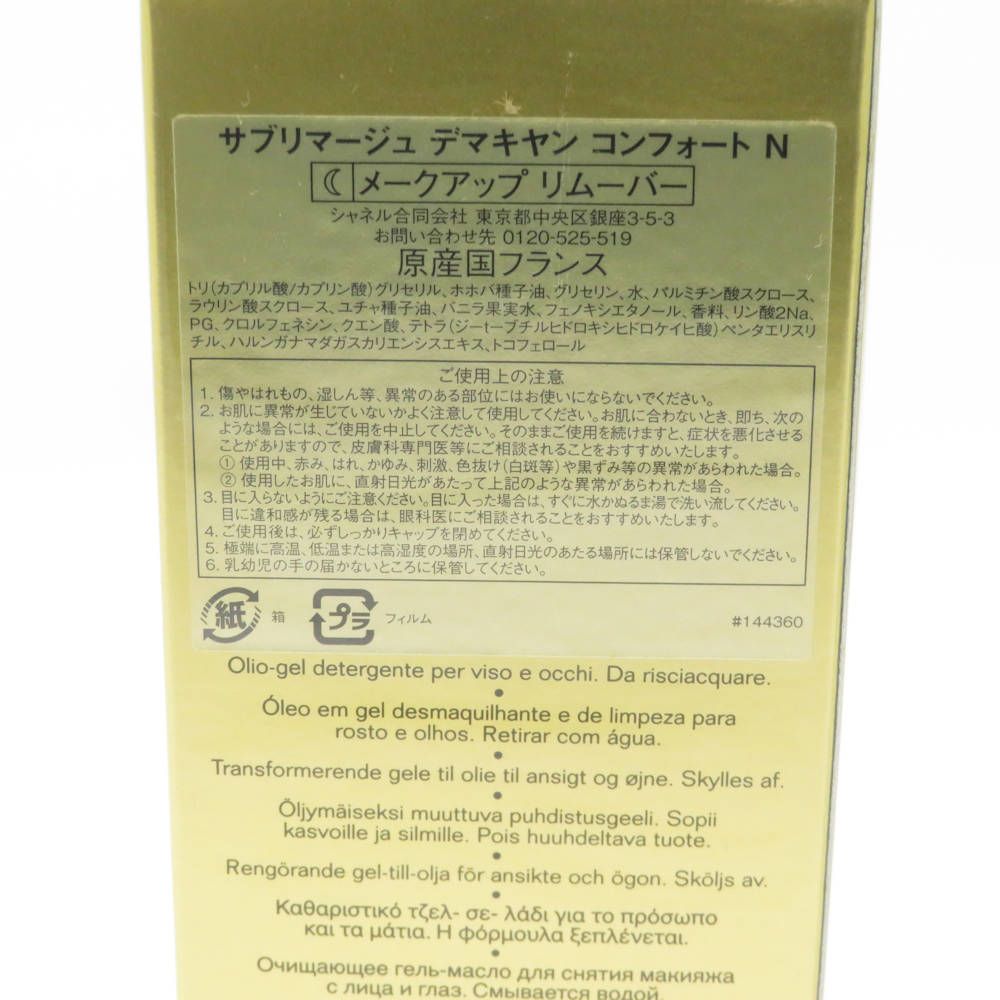 サブリマージュ デマキヤン コンフォート N
メークアップ リムーバー
シャネル合同会社 東京都中央区銀座3-5-3
お問い合わせ先 0120-525-519
原産国フランス
トリ(カプリル酸/カプリン酸)グリセリル、ホホバ種子油、グリセリン、水、パルミチン酸スクロース、
ラウリン酸スクロース、ユチャ種子油、バニラ果実水、フェノキシエタノール、香料、リン酸2Na、
PG、クロルフェネシン、クエン酸、テトラ(ジ-t-ブチルヒドロキシヒドロケイヒ酸)ペンタエリスリ
チル、ハルンガナマダガスカリエンシスエキス、トコフェロール
ご使用上の注意
1. 傷やはれもの、湿しん等、異常のある部位にはお使いにならないでください。
2. お肌に異常が生じていないかよく注意して使用してください。お肌に合わないとき、即ち、次の
ような場合には、ご使用を中止してください。そのままご使用を続けますと、症状を悪化させる
ことがありますので、皮膚科専門医等にご相談されることをおすすめいたします。
① 使用中、赤み、はれ、かゆみ、刺激、色抜け(白斑等)や黒ずみ等の異常があらわれた場合。
② 使用したお肌に、直射日光があたって上記のような異常があらわれた場合。
3. 目に入らないようにご注意ください。目に入った場合は、すぐに水かぬるま湯で洗い流してください。
目に違和感が残る場合は、眼科医にご相談されることをおすすめいたします。
4. ご使用後は、必ずしっかりキャップを閉めてください。
5. 極端に高温、低温または高湿度の場所、直射日光のあたる場所には保管しないでください。
6. 乳幼児の手の届かないところに保管してください。
紙 箱 プラ フィルム #144360
Olio-gel detergente per viso e occhi. Da risciacquare.
•
Óleo em gel desmaquilhante e de limpeza para
rosto e olhos. Retirar com água.
•
Transformerende gele til olie til ansigt og øjne. Skylles af.
•
Öljymäiseksi muuttuva puhdistusgeeli. Sopii
kasvoille ja silmille. Pois huuhdeltava tuote.
•
Rengörande gel-till-olja för ansikte och ögon. Sköljs av.
•
Καθαριστικό τζελ- σε- λάδι για το πρόσωπο
και τα μάτια. Η φόρμουλα ξεπλένεται.
•
Очищающее гель-масло для снятия макияжа
с лица и глаз. Смывается водой.